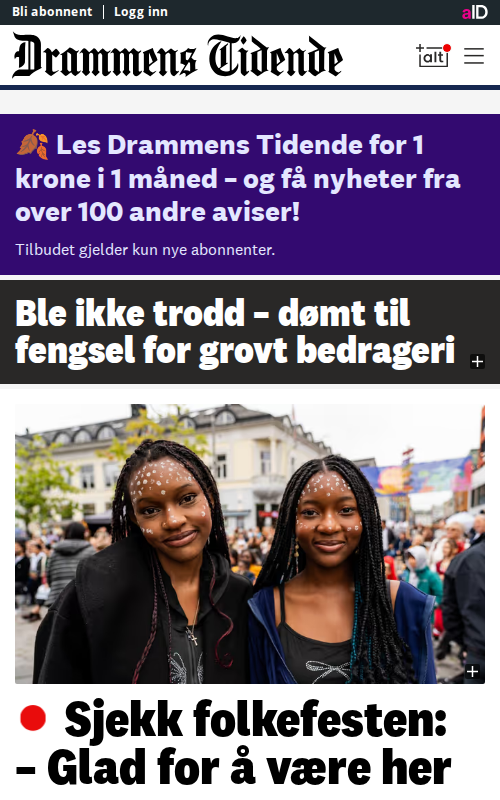 Bli abonnent | Logg inn
aID
Drammens Tidende
+alt
🍂 Les Drammens Tidende for 1
krone i 1 måned – og få nyheter fra
over 100 andre aviser!
Tilbudet gjelder kun nye abonnenter.
Ble ikke trodd – dømt til
fengsel for grovt bedrageri
+
+
Sjekk folkefesten:
– Glad for å være her